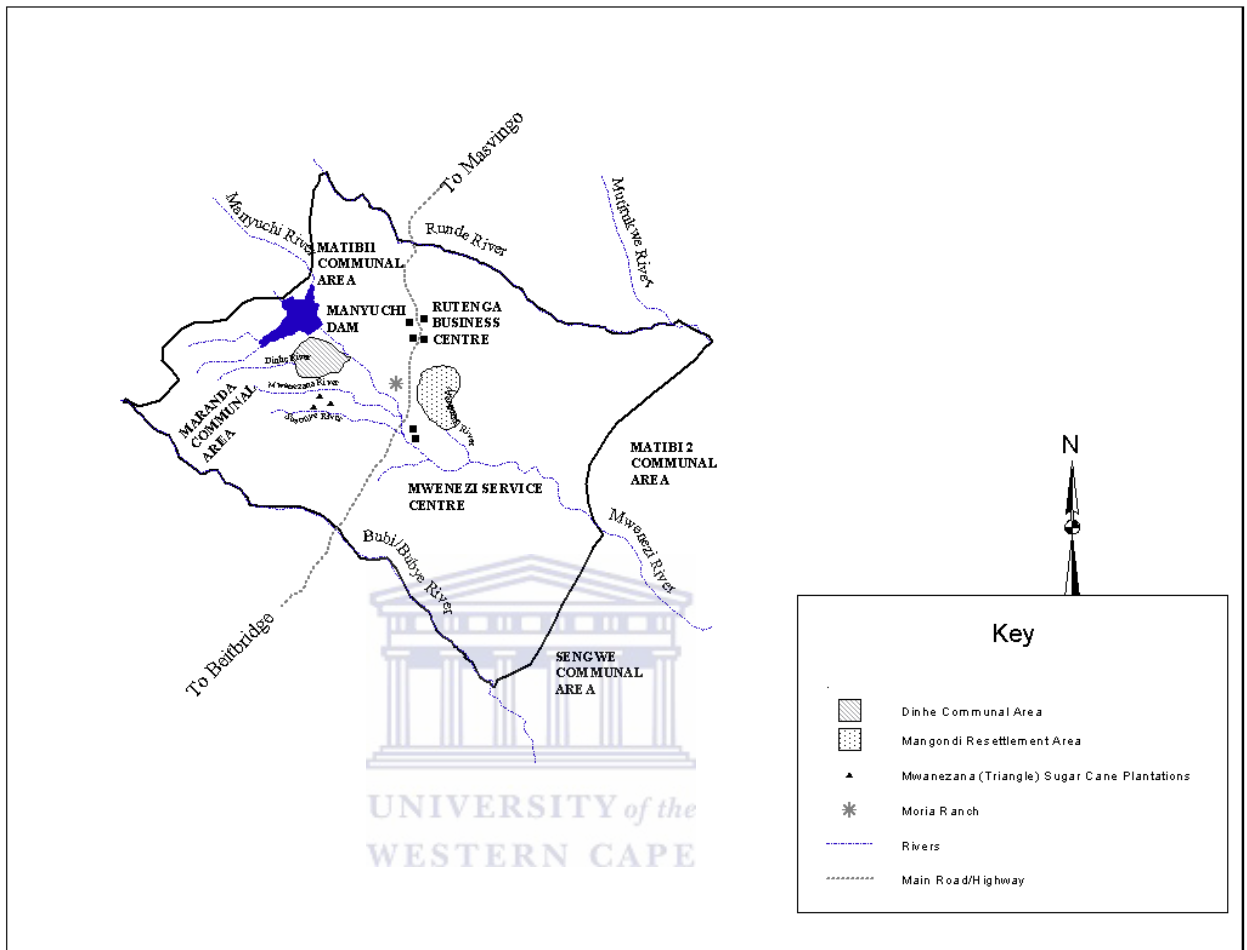 To Masvingo
Manyuchi River
Mutirikwe River
Runde River
MATIBI1
COMMUNAL
AREA
MANYUCHI
DAM
RUTENGA
BUSINESS
CENTRE
Dinhe River
Mwenezana River
MARANDA
COMMUNAL
AREA
River
River
MATIBI 2
COMMUNAL
AREA
MWENEZI SERVICE
CENTRE
Mwenezi River
Bubi/Bubye River
To Beitbridge
SENGWE
COMMUNAL
AREA
UNIVERSITY of the
WESTERN CAPE
N
Key
Dinhe Communal Area
Mangondi Resettlement Area
Mwanezana (Triangle) Sugar Cane Plantations
Moria Ranch
Rivers
Main Road/Highway